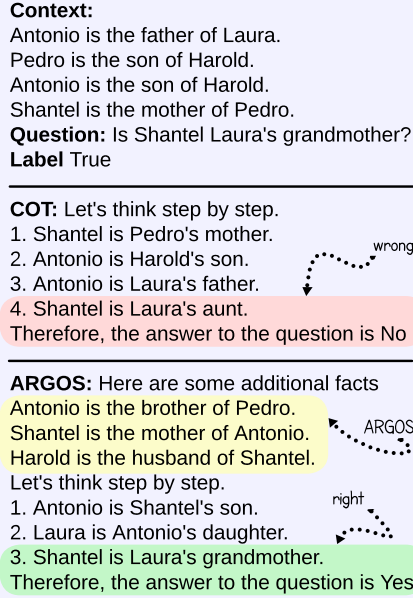 Context:
Antonio is the father of Laura.
Pedro is the son of Harold.
Antonio is the son of Harold.
Shantel is the mother of Pedro.
Question: Is Shantel Laura's grandmother?
Label True
COT: Let's think step by step.
1. Shantel is Pedro's mother.
wrong
2. Antonio is Harold's son.
3. Antonio is Laura's father.
4. Shantel is Laura's aunt.
Therefore, the answer to the question is No
ARGOS: Here are some additional facts
Antonio is the brother of Pedro.
ARGOS
Shantel is the mother of Antonio.
Harold is the husband of Shantel.
Let's think step by step.
right
1. Antonio is Shantel's son.
2. Laura is Antonio's daughter.
3. Shantel is Laura's grandmother.
Therefore, the answer to the question is Yes